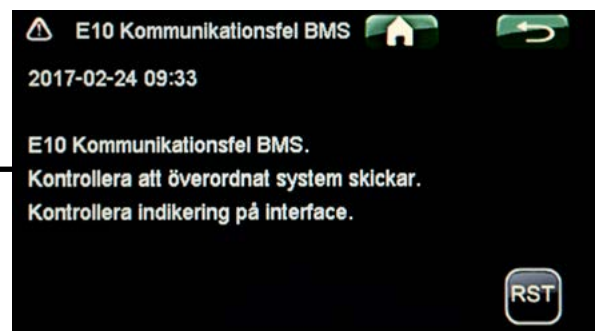 E10 Kommunikationsfel BMS
2017-02-24 09:33
E10 Kommunikationsfel BMS.
Kontrollera att överordnat system skickar.
Kontrollera indikering på interface.
RST